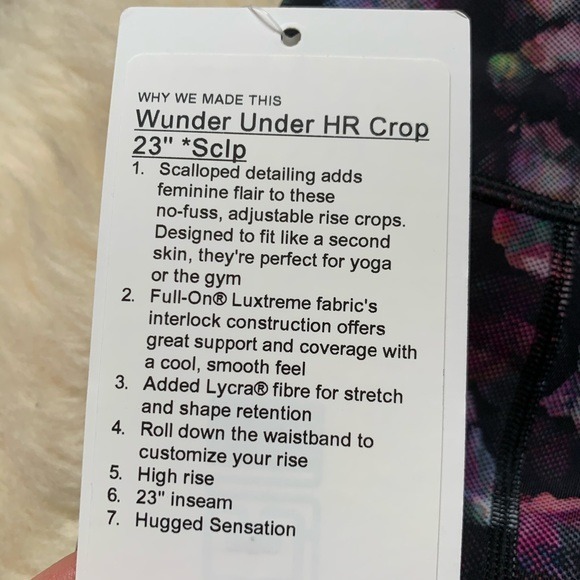 WHY WE MADE THIS
Wunder Under HR Crop
23" *Sclp
1. Scalloped detailing adds
feminine flair to these
no-fuss, adjustable rise crops.
Designed to fit like a second
skin, they're perfect for yoga
or the gym
2. Full-On® Luxtreme fabric's
interlock construction offers
great support and coverage with
a cool, smooth feel
3. Added Lycra® fibre for stretch
and shape retention
4. Roll down the waistband to
customize your rise
5. High rise
6. 23" inseam
7. Hugged Sensation